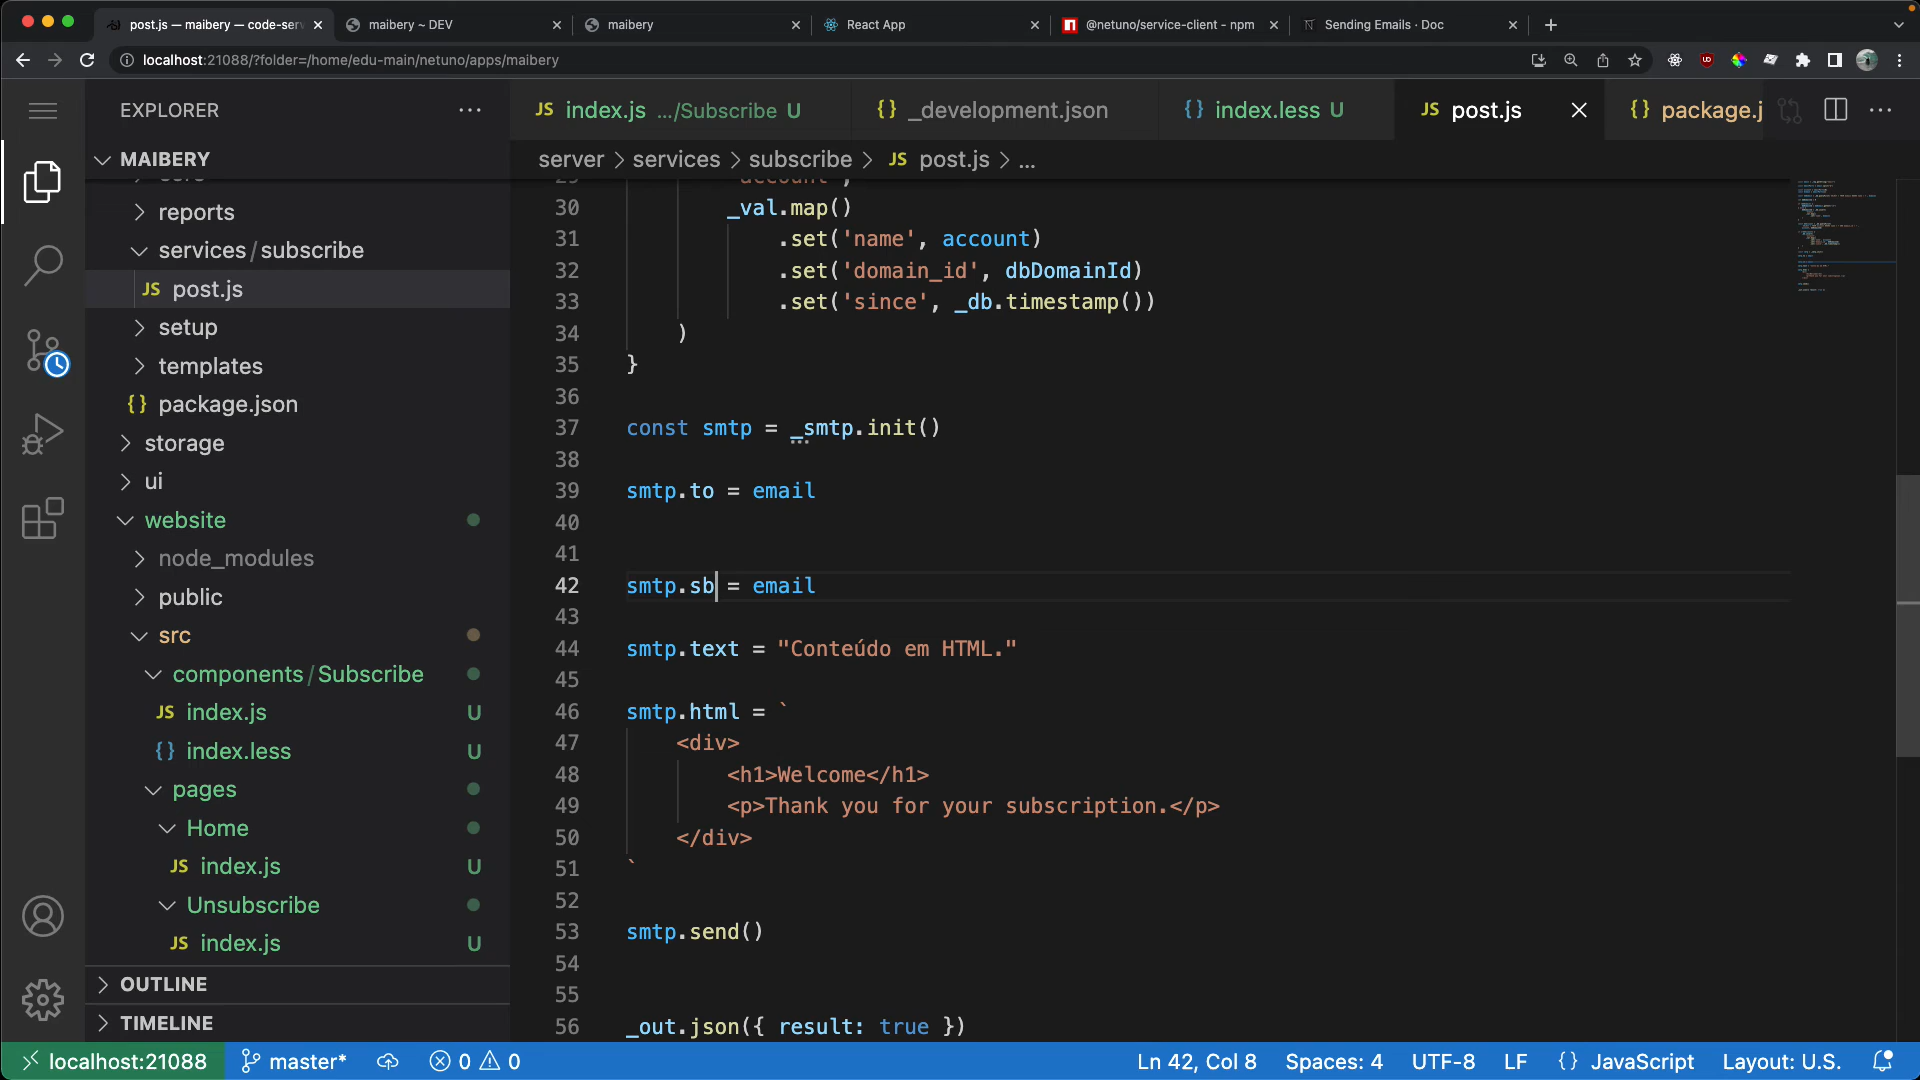 post.js — maibery — code-serv
maibery ~ DEV
maibery
React App
@netuno/service-client - npm
Sending Emails · Doc
localhost:21088/?folder=/home/edu-main/netuno/apps/maibery
EXPLORER
JS index.js .../Subscribe U
{} _development.json
{} index.less U
JS post.js
{} package.j
MAIBERY
server > services > subscribe > JS post.js > ...
reports
services/subscribe
JS post.js
setup
templates
{} package.json
storage
ui
website
node_modules
public
src
components/Subscribe
JS index.js U
{} index.less U
pages
Home
JS index.js U
Unsubscribe
JS index.js U
OUTLINE
TIMELINE
30 _val.map()
31 .set('name', account)
32 .set('domain_id', dbDomainId)
33 .set('since', _db.timestamp())
34 )
35 }
36
37 const smtp = _smtp.init()
38
39 smtp.to = email
40
41
42 smtp.sb = email
43
44 smtp.text = "Conteúdo em HTML."
45
46 smtp.html = `
47 <div>
48 <h1>Welcome</h1>
49 <p>Thank you for your subscription.</p>
50 </div>
51 `
52
53 smtp.send()
54
55
56 _out.json({ result: true })
localhost:21088 master* 0 0 Ln 42, Col 8 Spaces: 4 UTF-8 LF {} JavaScript Layout: U.S.